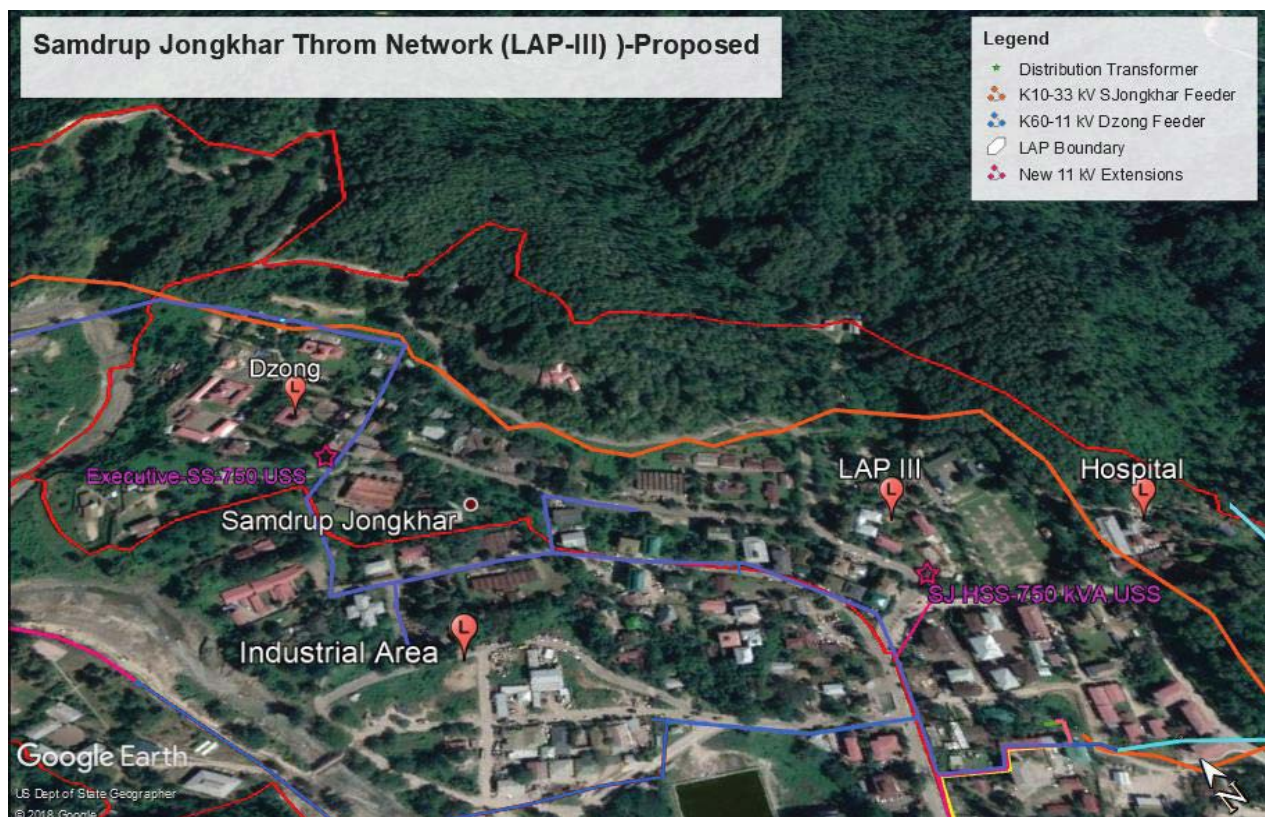 Samdrup Jongkhar Throm Network (LAP-III) )-Proposed
Legend
Distribution Transformer
K10-33 kV SJongkhar Feeder
K60-11 kV Dzong Feeder
LAP Boundary
New 11 kV Extensions
Dzong
L
Executive SS-750 USS
Samdrup Jongkhar
LAP III
L
Hospital
L
SJ HSS-750 kVA USS
Industrial Area
L
Google Earth
US Dept of State Geographer
© 2018 Google
N